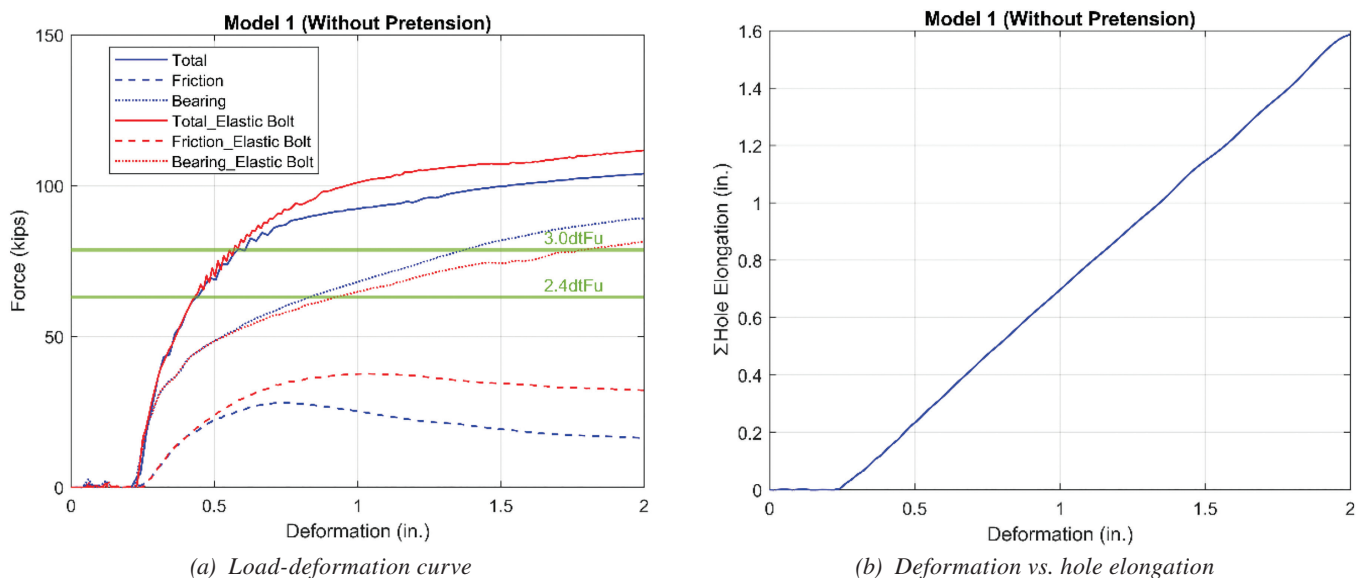 Model 1 (Without Pretension)
150
100
50
0
Force (kips)
Total
Friction
Bearing
Total_Elastic Bolt
Friction_Elastic Bolt
Bearing_Elastic Bolt
3.0dtFu
2.4dtFu
0 0.5 1 1.5 2
Deformation (in.)
(a) Load-deformation curve
Model 1 (Without Pretension)
1.6
1.4
1.2
1
0.8
0.6
0.4
0.2
0
ΣHole Elongation (in.)
0 0.5 1 1.5 2
Deformation (in.)
(b) Deformation vs. hole elongation